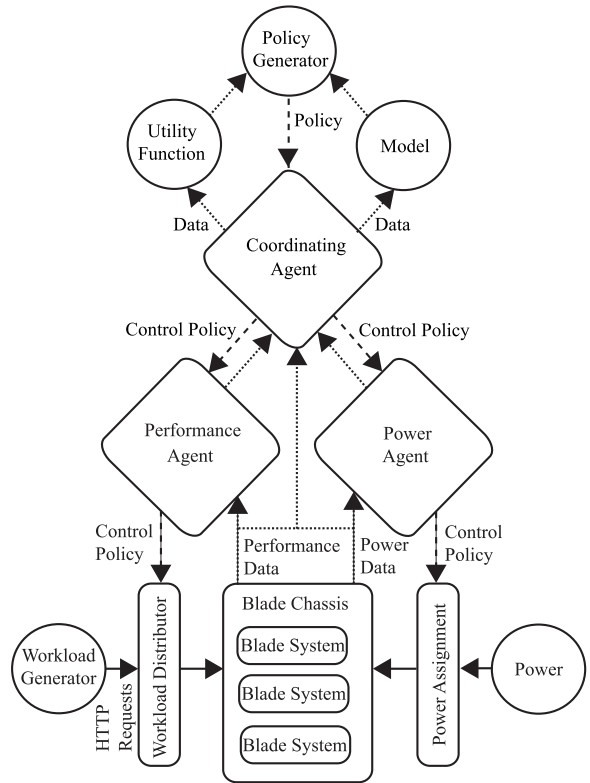 Policy
Generator
Policy
Utility
Function
Model
Data
Data
Coordinating
Agent
Control Policy
Control Policy
Performance
Agent
Power
Agent
Control
Policy
Performance
Data
Power
Data
Control
Policy
Workload
Generator
HTTP
Requests
Workload Distributor
Blade Chassis
Blade System
Blade System
Blade System
Power Assignment
Power